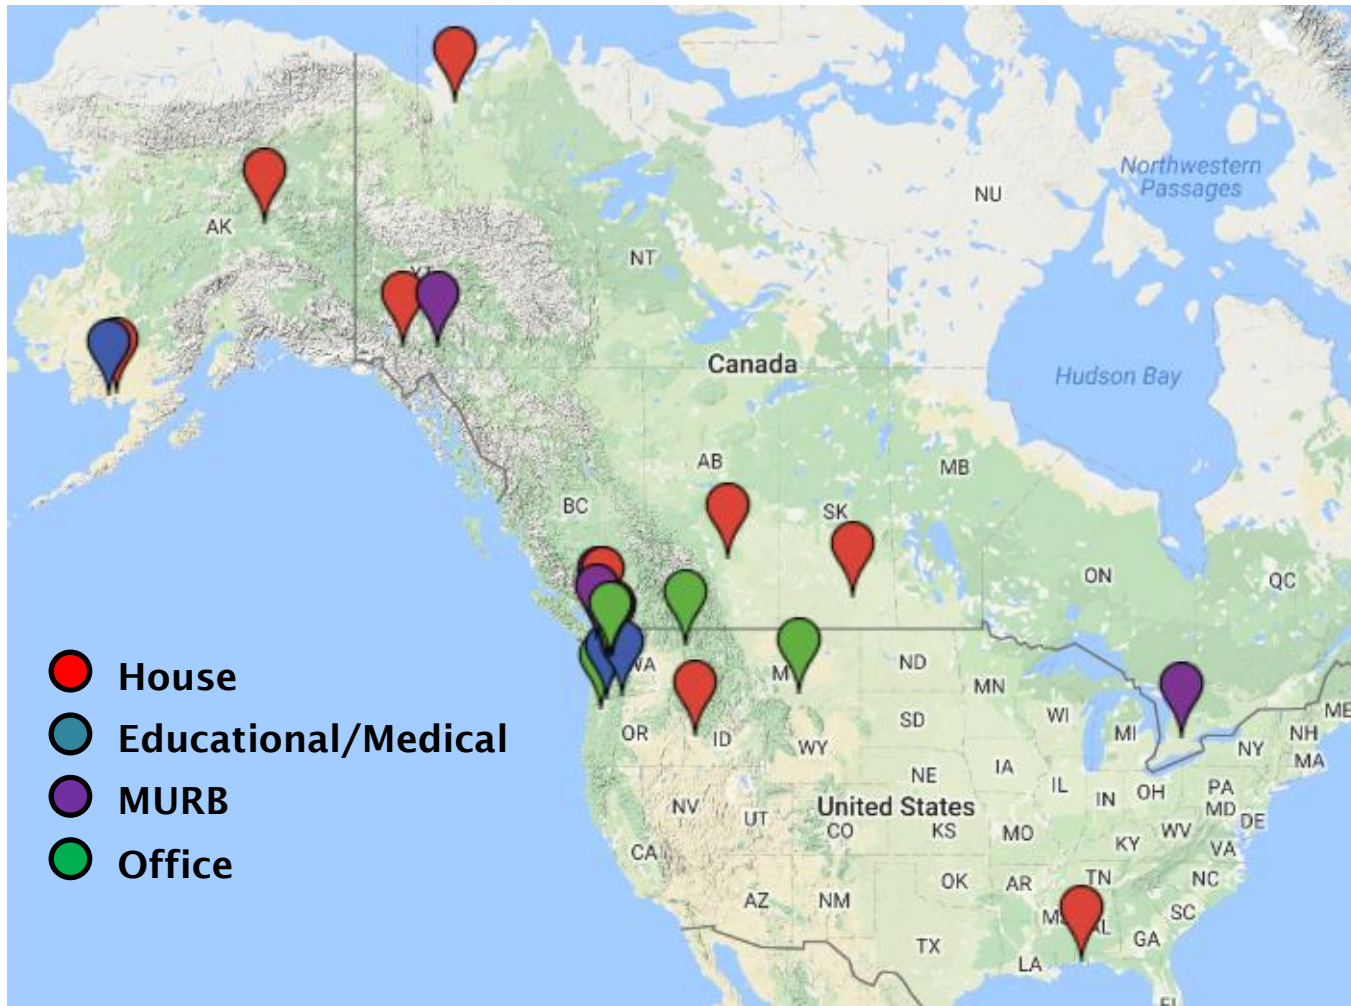 Northwestern
Passages
NU
AK
NT
Canada
Hudson Bay
AB
MB
BC
SK
ON
QC
WA
ND
MN
ME
OR
ID
SD
WI
MI
NH
WY
NY
MA
NE
IA
IL
IN
OH
PA
MD
NV
UT
United States
CO
KS
MO
KY
WV
DE
VA
CA
OK
AR
TN
NC
AZ
NM
SC
AL
GA
TX
LA
FL
House
Educational/Medical
MURB
Office